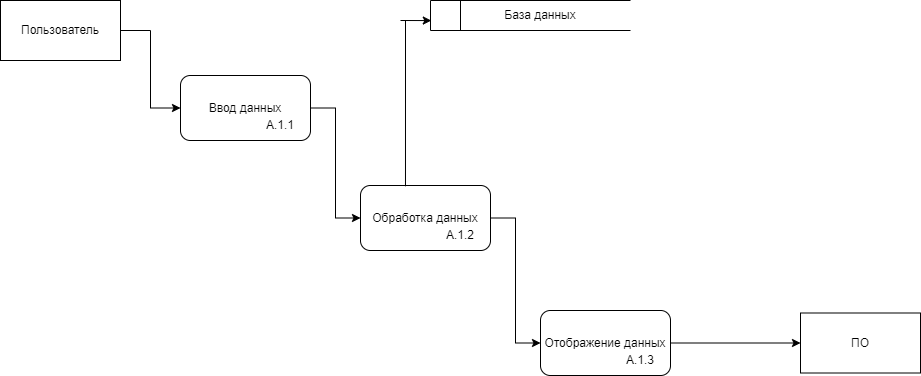 Пользователь
База данных
Ввод данных
А.1.1
Обработка данных
А.1.2
Отображение данных
А.1.3
ПО